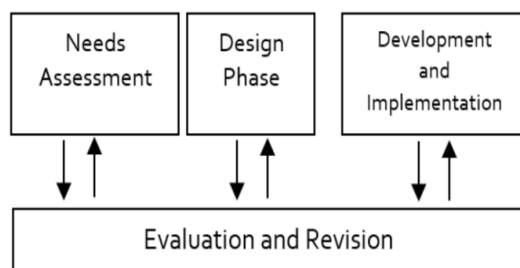 Needs
Assessment
Design
Phase
Development
and
Implementation
Evaluation and Revision